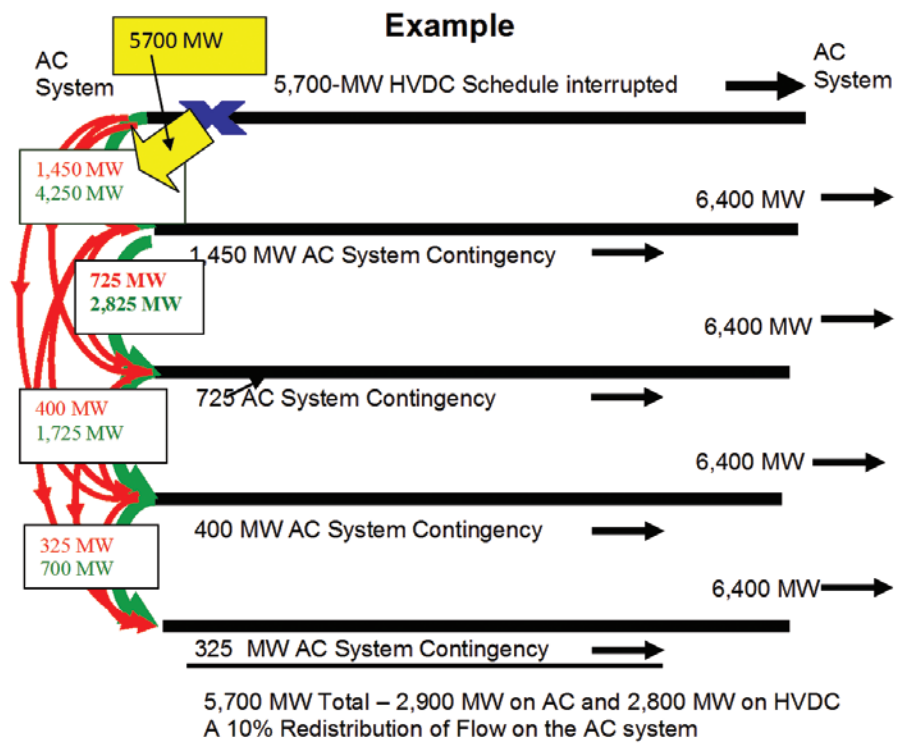 Example
5700 MW
AC
System
AC
System
5,700-MW HVDC Schedule interrupted
1,450 MW
4,250 MW
6,400 MW
1,450 MW AC System Contingency
725 MW
2,825 MW
6,400 MW
725 AC System Contingency
400 MW
1,725 MW
6,400 MW
400 MW AC System Contingency
325 MW
700 MW
6,400 MW
325 MW AC System Contingency
5,700 MW Total – 2,900 MW on AC and 2,800 MW on HVDC
A 10% Redistribution of Flow on the AC system